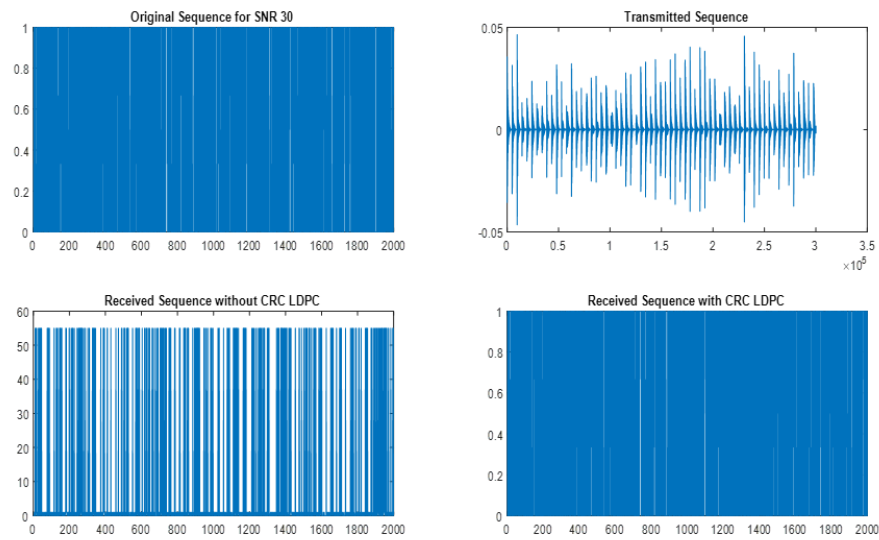 Original Sequence for SNR 30
1
0.8
0.6
0.4
0.2
0
0 200 400 600 800 1000 1200 1400 1600 1800 2000
Transmitted Sequence
0.05
0
-0.05
0 0.5 1 1.5 2 2.5 3 3.5
×10⁵
Received Sequence without CRC LDPC
60
50
40
30
20
10
0
0 200 400 600 800 1000 1200 1400 1600 1800 2000
Received Sequence with CRC LDPC
1
0.8
0.6
0.4
0.2
0
0 200 400 600 800 1000 1200 1400 1600 1800 2000